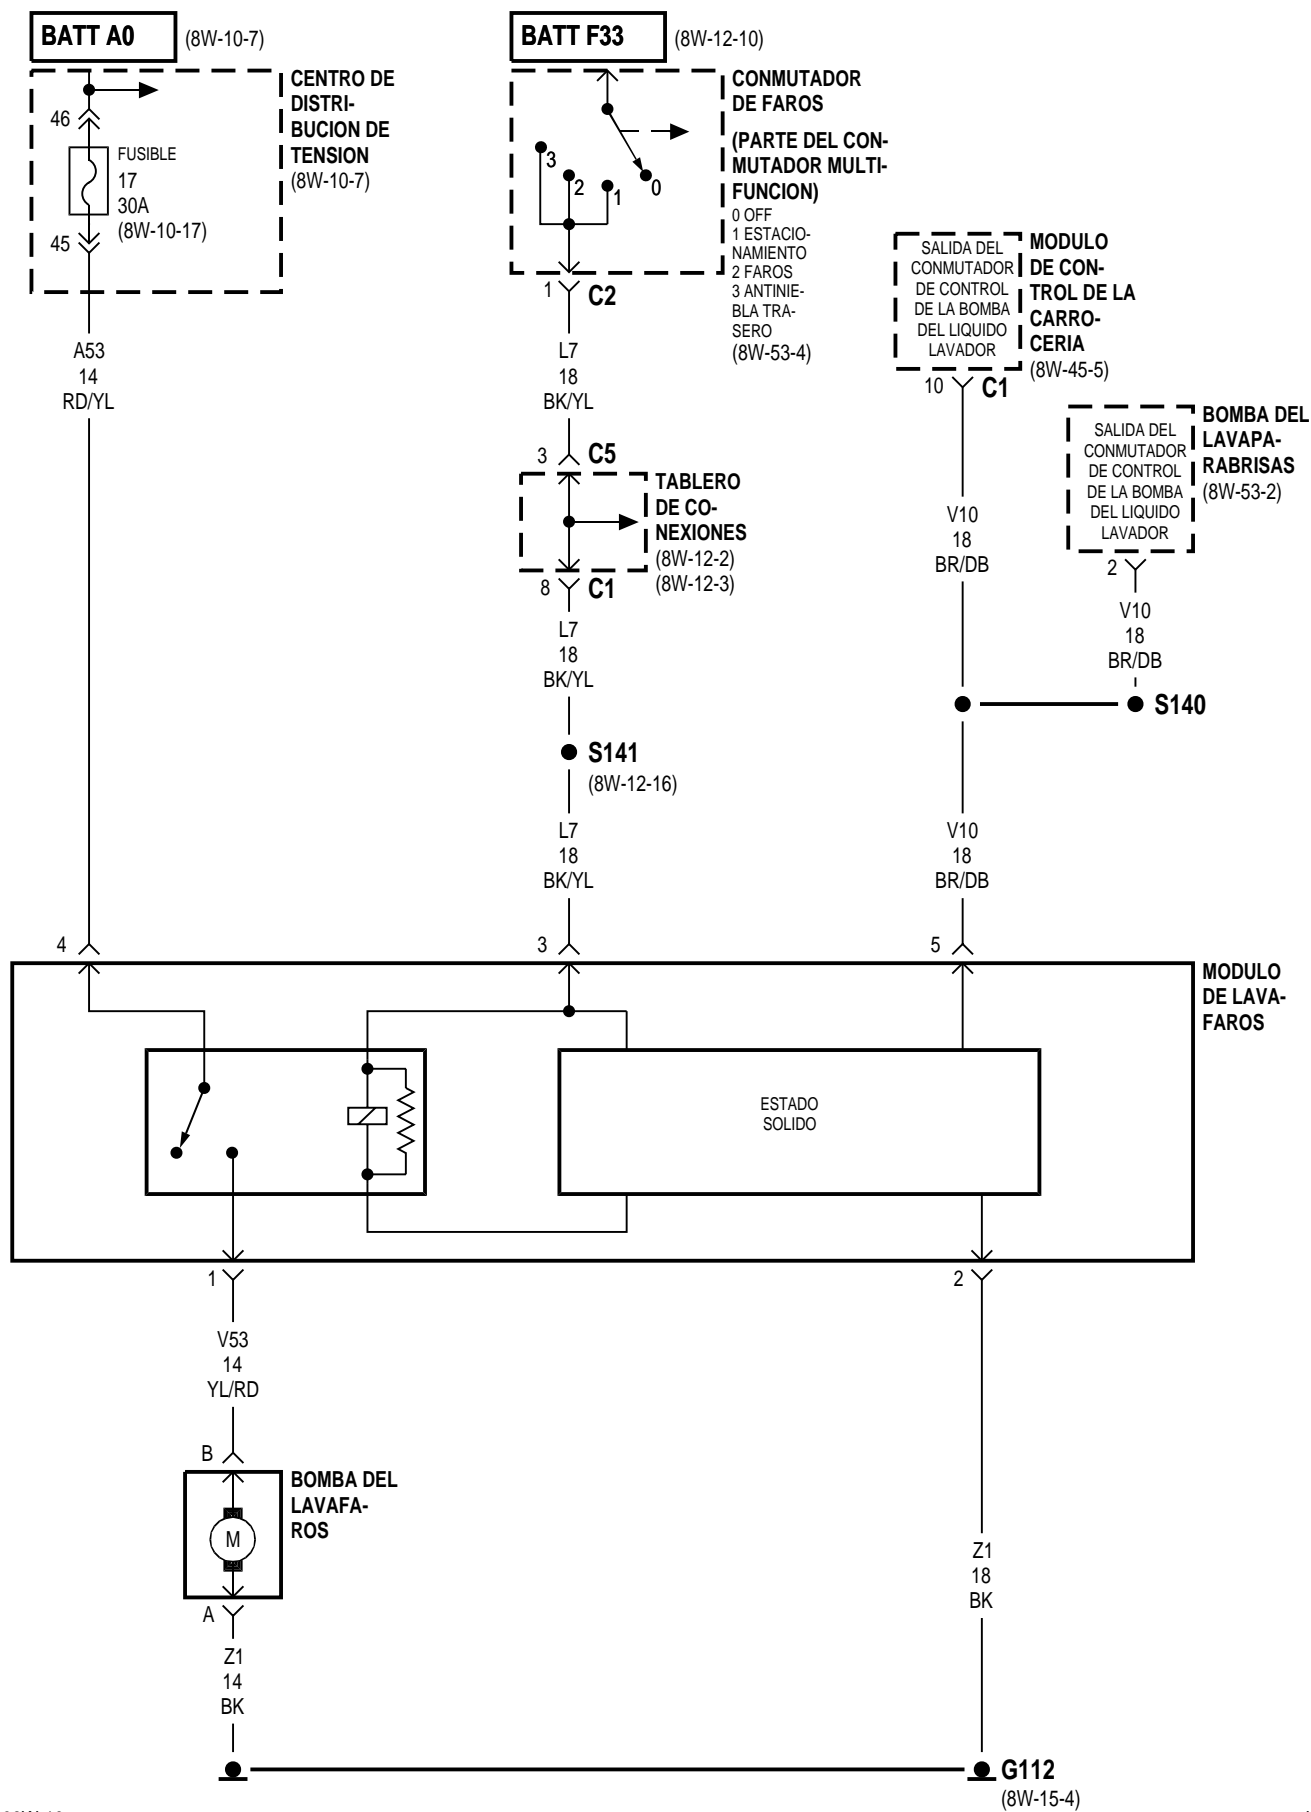 BATT A0
(8W-10-7)
CENTRO DE
DISTRI-
BUCION DE
TENSION
(8W-10-7)
46
FUSIBLE
17
30A
(8W-10-17)
45
A53
14
RD/YL
BATT F33
(8W-12-10)
CONMUTADOR
DE FAROS
(PARTE DEL CON-
MUTADOR MULTI-
FUNCION)
0 OFF
1 ESTACIO-
NAMIENTO
2 FAROS
3 ANTINIE-
BLA TRA-
SERO
(8W-53-4)
3
2
1
0
1
C2
L7
18
BK/YL
3
C5
TABLERO
DE CO-
NEXIONES
(8W-12-2)
(8W-12-3)
8
C1
L7
18
BK/YL
S141
(8W-12-16)
L7
18
BK/YL
SALIDA DEL
CONMUTADOR
DE CONTROL
DE LA BOMBA
DEL LIQUIDO
LAVADOR
MODULO
DE CON-
TROL DE LA
CARRO-
CERIA
(8W-45-5)
10
C1
V10
18
BR/DB
SALIDA DEL
CONMUTADOR
DE CONTROL
DE LA BOMBA
DEL LIQUIDO
LAVADOR
BOMBA DEL
LAVAPA-
RABRISAS
(8W-53-2)
2
V10
18
BR/DB
S140
V10
18
BR/DB
4
3
5
MODULO
DE LAVA-
FAROS
ESTADO
SOLIDO
1
2
V53
14
YL/RD
B
BOMBA DEL
LAVAFA-
ROS
M
A
Z1
14
BK
Z1
18
BK
G112
(8W-15-4)